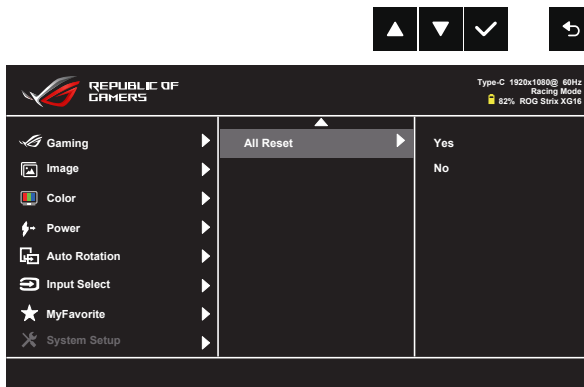 REPUBLIC OF
GAMERS
Type-C 1920x1080@ 60Hz
Racing Mode
82% ROG Strix XG16
Gaming
Image
Color
Power
Auto Rotation
Input Select
MyFavorite
System Setup
All Reset
Yes
No